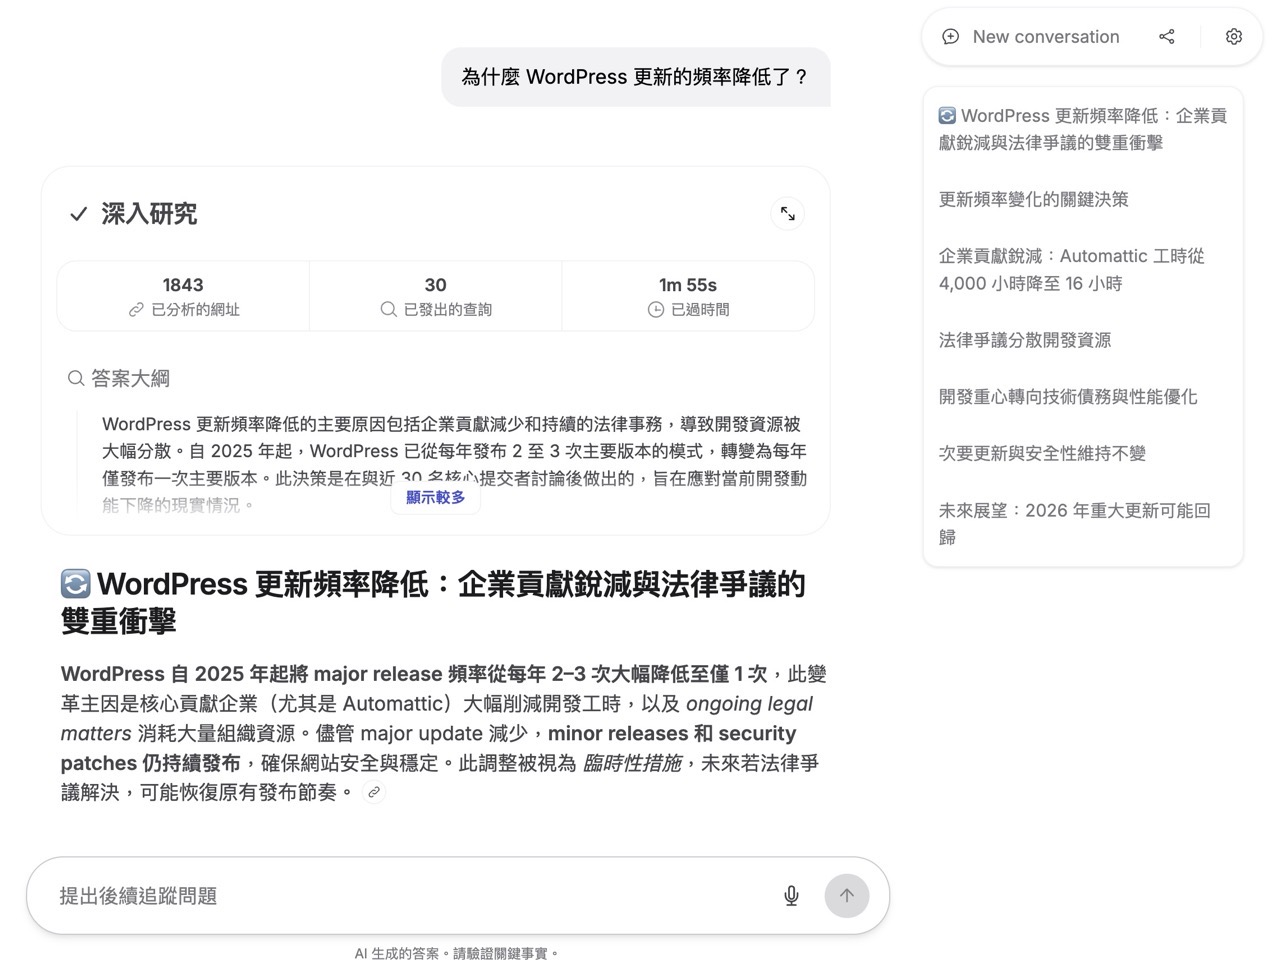 為什麼 WordPress 更新的頻率降低了？
深入研究
1843
已分析的網址
30
已發出的查詢
1m 55s
已過時間
答案大綱
WordPress 更新頻率降低的主要原因包括企業貢獻減少和持續的法律事務，導致開發資源被
大幅分散。自 2025 年起，WordPress 已從每年發布 2 至 3 次主要版本的模式，轉變為每年
僅發布一次主要版本。此決策是在與近 30 名核心提交者討論後做出的，旨在應對當前開發動
能下降的現實情況。
顯示較多
WordPress 更新頻率降低：企業貢獻銳減與法律爭議的
雙重衝擊
WordPress 自 2025 年起將 major release 頻率從每年 2–3 次大幅降低至僅 1 次，此變
革主因是核心貢獻企業（尤其是 Automattic）大幅削減開發工時，以及 ongoing legal
matters 消耗大量組織資源。儘管 major update 減少，minor releases 和 security
patches 仍持續發布，確保網站安全與穩定。此調整被視為 臨時性措施，未來若法律爭
議解決，可能恢復原有發布節奏。
提出後續追蹤問題
AI 生成的答案。請驗證關鍵事實。
New conversation
WordPress 更新頻率降低：企業貢
獻銳減與法律爭議的雙重衝擊
更新頻率變化的關鍵決策
企業貢獻銳減：Automattic 工時從
4,000 小時降至 16 小時
法律爭議分散開發資源
開發重心轉向技術債務與性能優化
次要更新與安全性維持不變
未來展望：2026 年重大更新可能回
歸